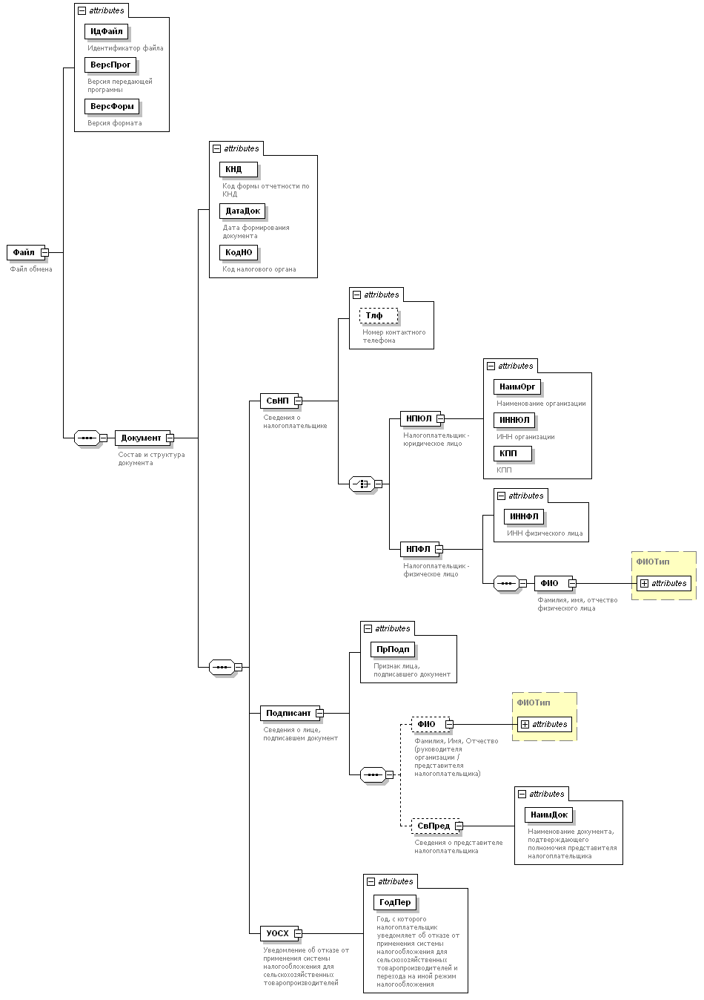 attributes
ИдФайл
Идентификатор файла
ВерсПрог
Версия передающей
программы
ВерсФорм
Версия формата
attributes
КНД
Код формы отчетности по
КНД
ДатаДок
Дата формирования
документа
КодНО
Код налогового органа
Файл
Файл обмена
attributes
Тлф
Номер контактного
телефона
attributes
НаимОрг
Наименование организации
ИННЮЛ
ИНН организации
КПП
КПП
СвНП
Сведения о
налогоплательщике
НПЮЛ
Налогоплательщик -
юридическое лицо
Документ
Состав и структура
документа
attributes
ИННФЛ
ИНН физического лица
НПФЛ
Налогоплательщик -
физическое лицо
ФИОТип
ФИО
attributes
Фамилия, имя, отчество
физического лица
attributes
ПрПодп
Признак лица,
подписавшего документ
Подписант
Сведения о лице,
подписавшем документ
ФИОТип
ФИО
attributes
Фамилия, Имя, Отчество
(руководителя
организации /
представителя
налогоплательщика)
attributes
НаимДок
Наименование документа,
подтверждающего
полномочия представителя
налогоплательщика
СвПред
Сведения о представителе
налогоплательщика
attributes
ГодПер
Год, с которого
налогоплательщик
уведомляет об отказе от
применения системы
налогообложения для
сельскохозяйственных
товаропроизводителей и
перехода на иной режим
налогообложения
УОСХ
Уведомление об отказе от
применения системы
налогообложения для
сельскохозяйственных
товаропроизводителей